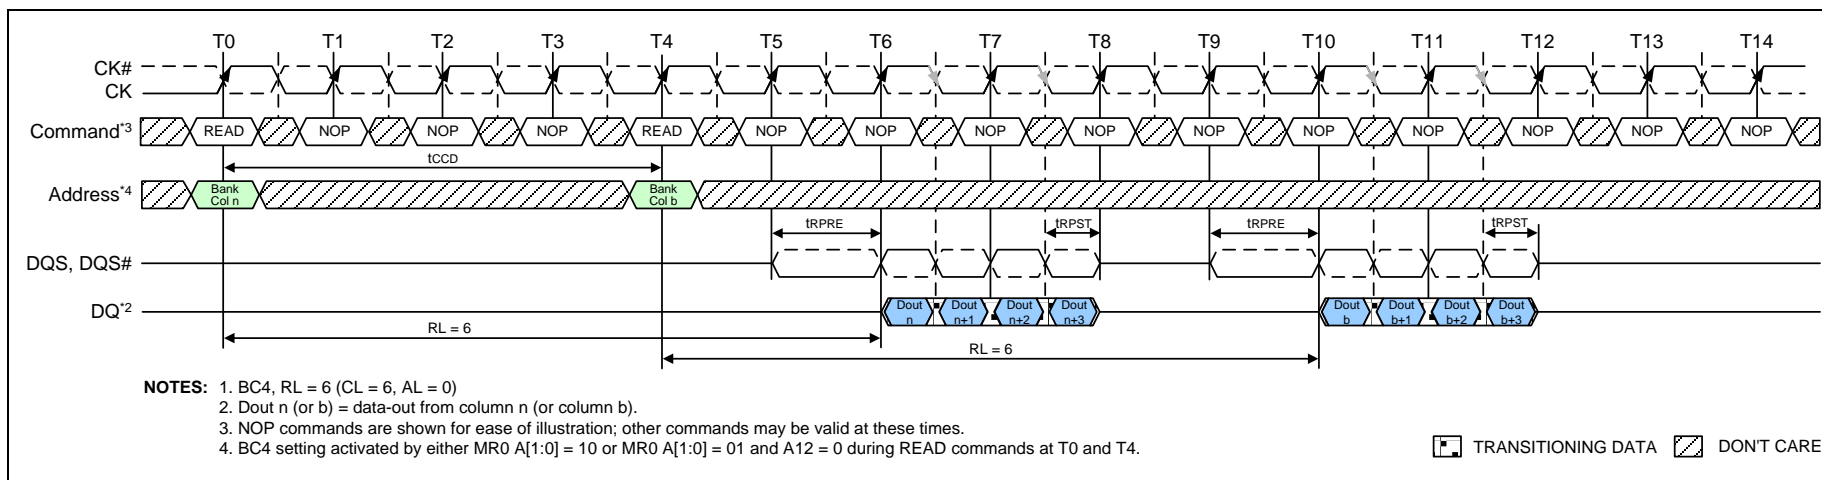 T0 T1 T2 T3 T4 T5 T6 T7 T8 T9 T10 T11 T12 T13 T14
CK#
CK
Command*3 READ NOP NOP NOP READ NOP NOP NOP NOP NOP NOP NOP NOP NOP NOP
tCCD
Address*4 Bank Col n Bank Col b
tRPRE tRPST tRPRE tRPST
DQS, DQS#
DQ*2 Dout n Dout n+1 Dout n+2 Dout n+3 Dout b Dout b+1 Dout b+2 Dout b+3
RL = 6
RL = 6
NOTES: 1. BC4, RL = 6 (CL = 6, AL = 0)
2. Dout n (or b) = data-out from column n (or column b).
3. NOP commands are shown for ease of illustration; other commands may be valid at these times.
4. BC4 setting activated by either MR0 A[1:0] = 10 or MR0 A[1:0] = 01 and A12 = 0 during READ commands at T0 and T4.
TRANSITIONING DATA DON'T CARE